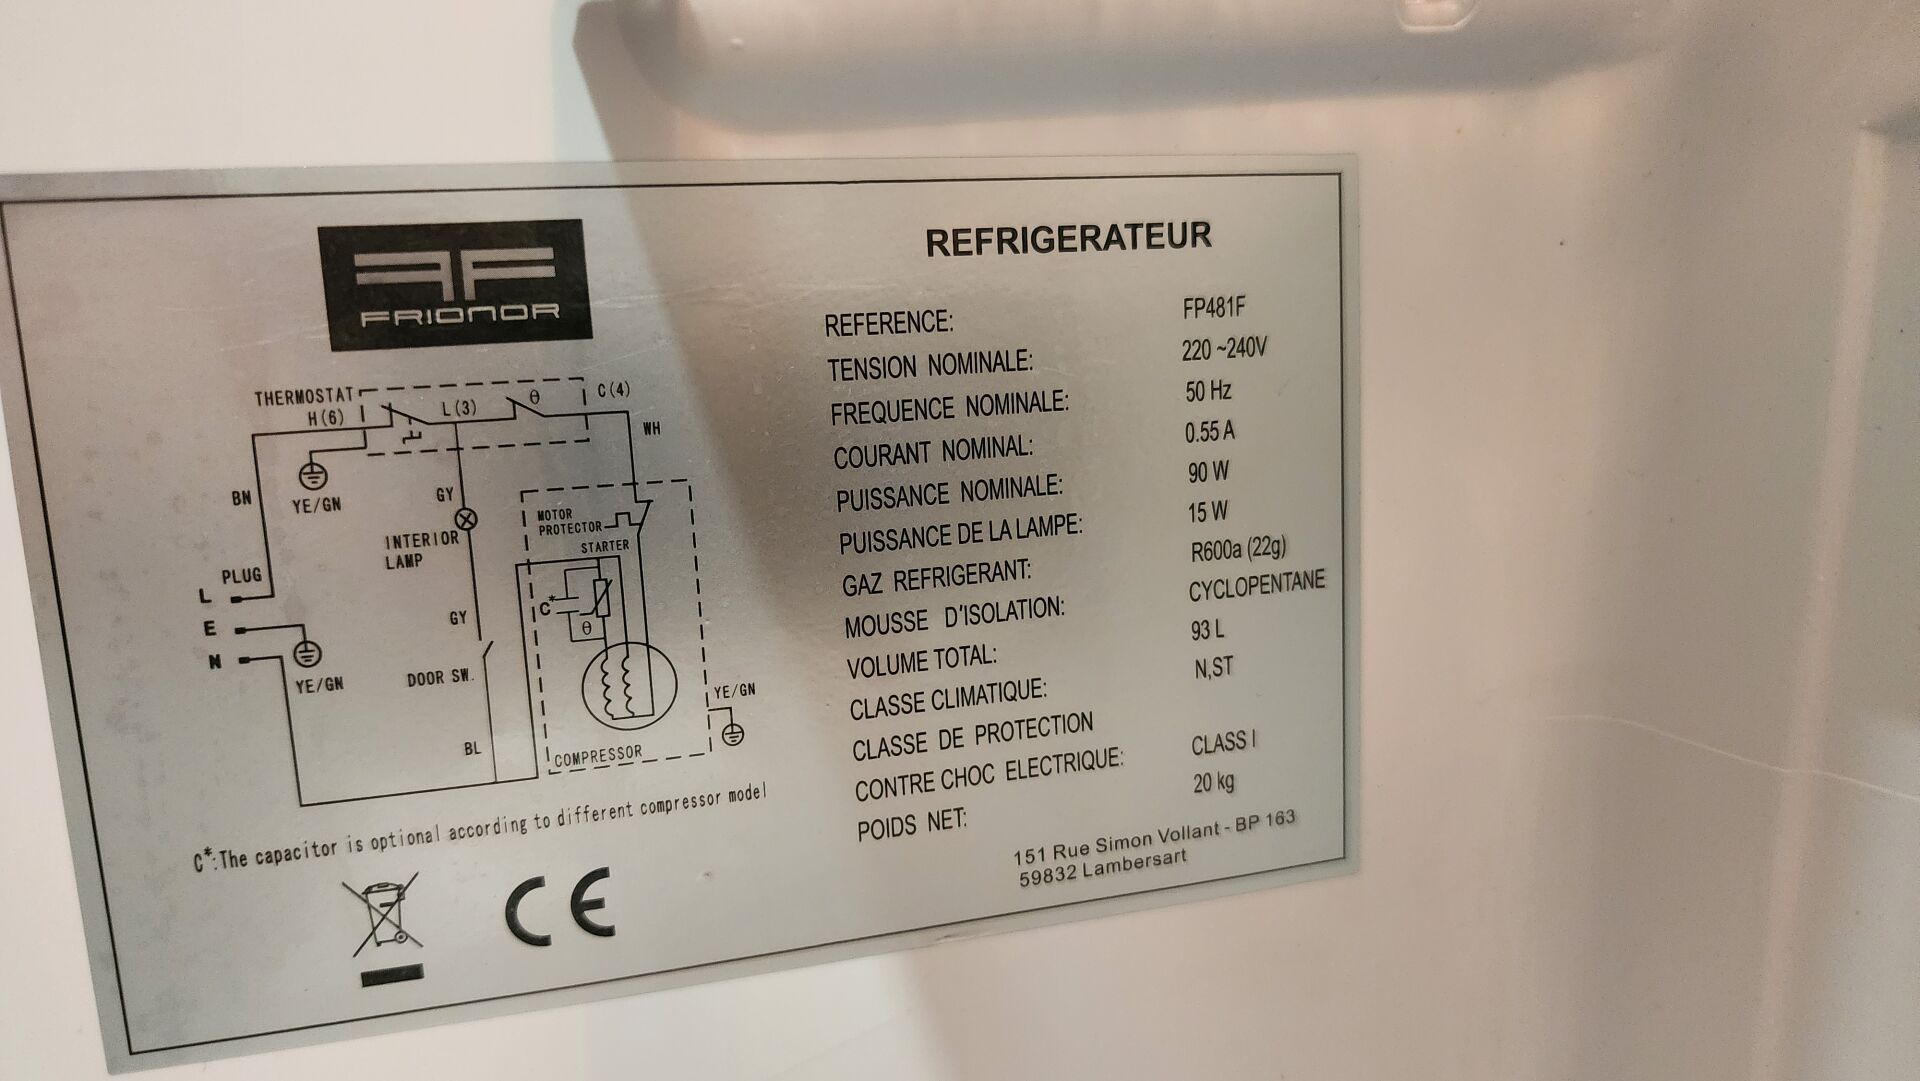 FRIONOR
THERMOSTAT
H(6)
L(3)
θ
C(4)
WH
BN
YE/GN
GY
MOTOR
PROTECTOR
STARTER
INTERIOR
LAMP
PLUG
L
E
N
C*
θ
GY
YE/GN
DOOR SW.
YE/GN
BL
COMPRESSOR
C*:The capacitor is optional according to different compressor model
CE
REFRIGERATEUR
REFERENCE: FP481F
TENSION NOMINALE: 220 ~240V
FREQUENCE NOMINALE: 50 Hz
COURANT NOMINAL: 0.55 A
PUISSANCE NOMINALE: 90 W
PUISSANCE DE LA LAMPE: 15 W
GAZ REFRIGERANT: R600a (22g)
MOUSSE D'ISOLATION: CYCLOPENTANE
VOLUME TOTAL: 93 L
CLASSE CLIMATIQUE: N,ST
CLASSE DE PROTECTION
CONTRE CHOC ELECTRIQUE: CLASS I
POIDS NET: 20 kg
151 Rue Simon Vollant - BP 163
59832 Lambersart